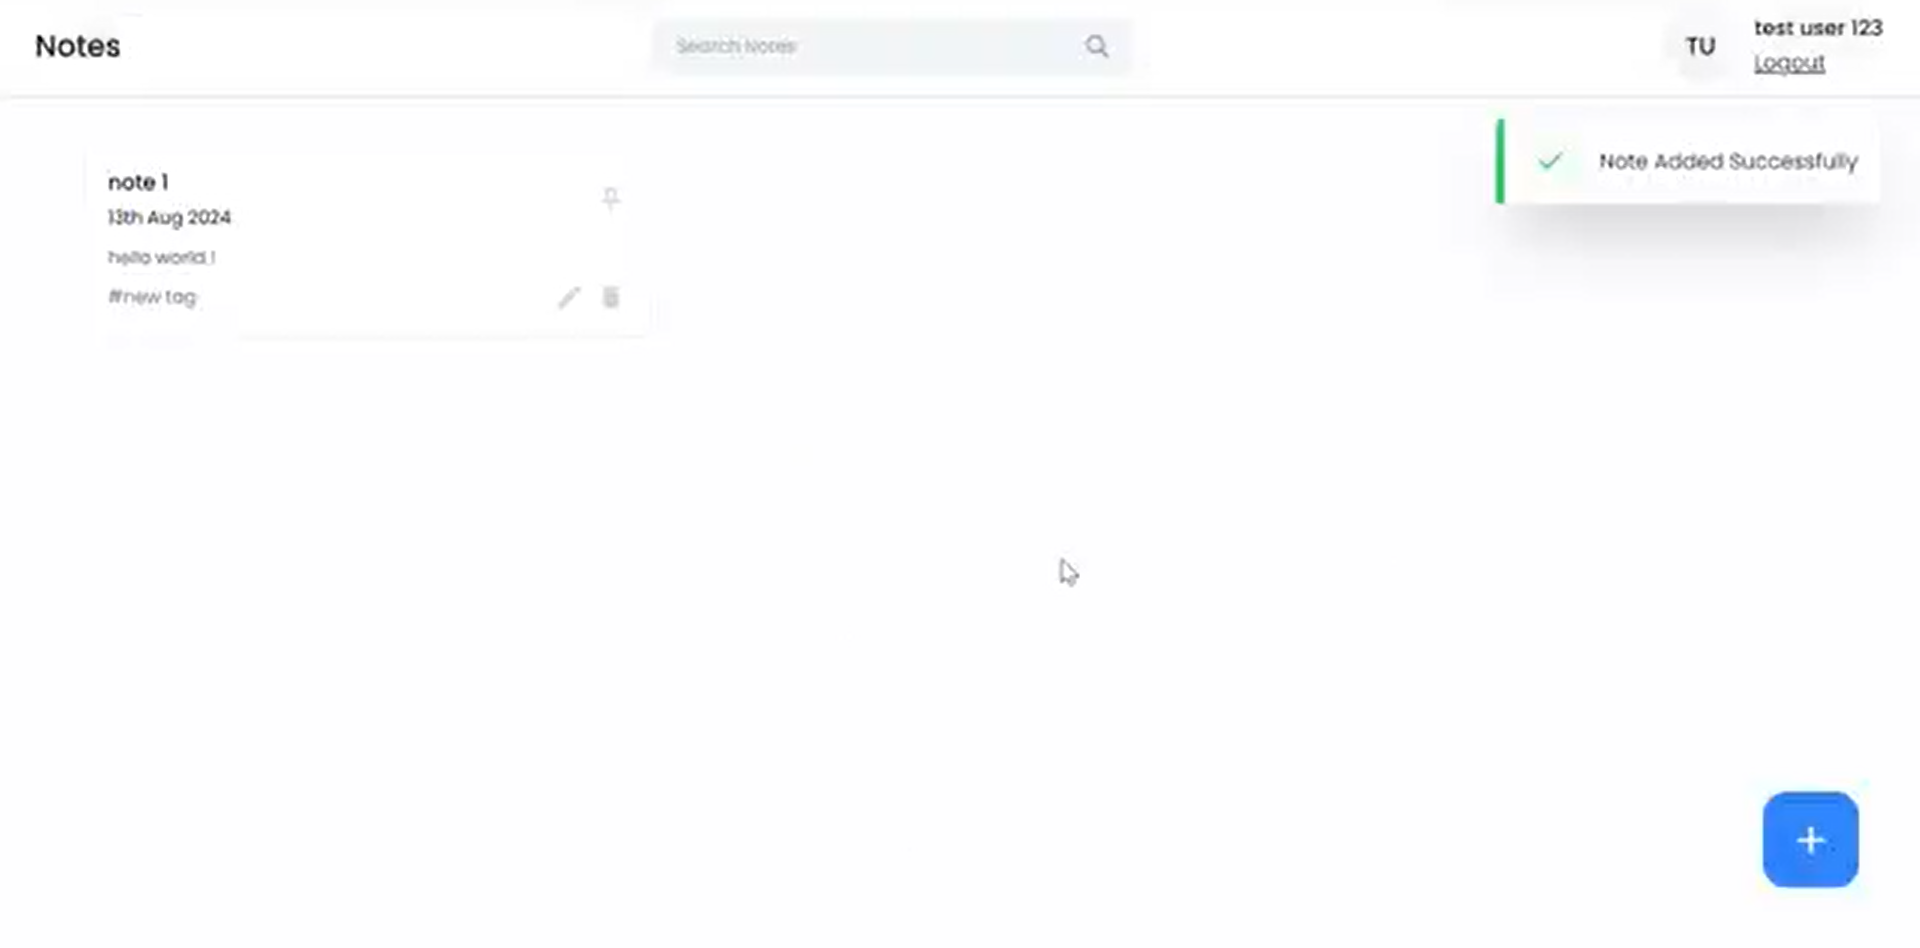 Notes
Search Notes
TU
test user 123
Logout
Note Added Successfully
note 1
13th Aug 2024
hello world..!
#new tag